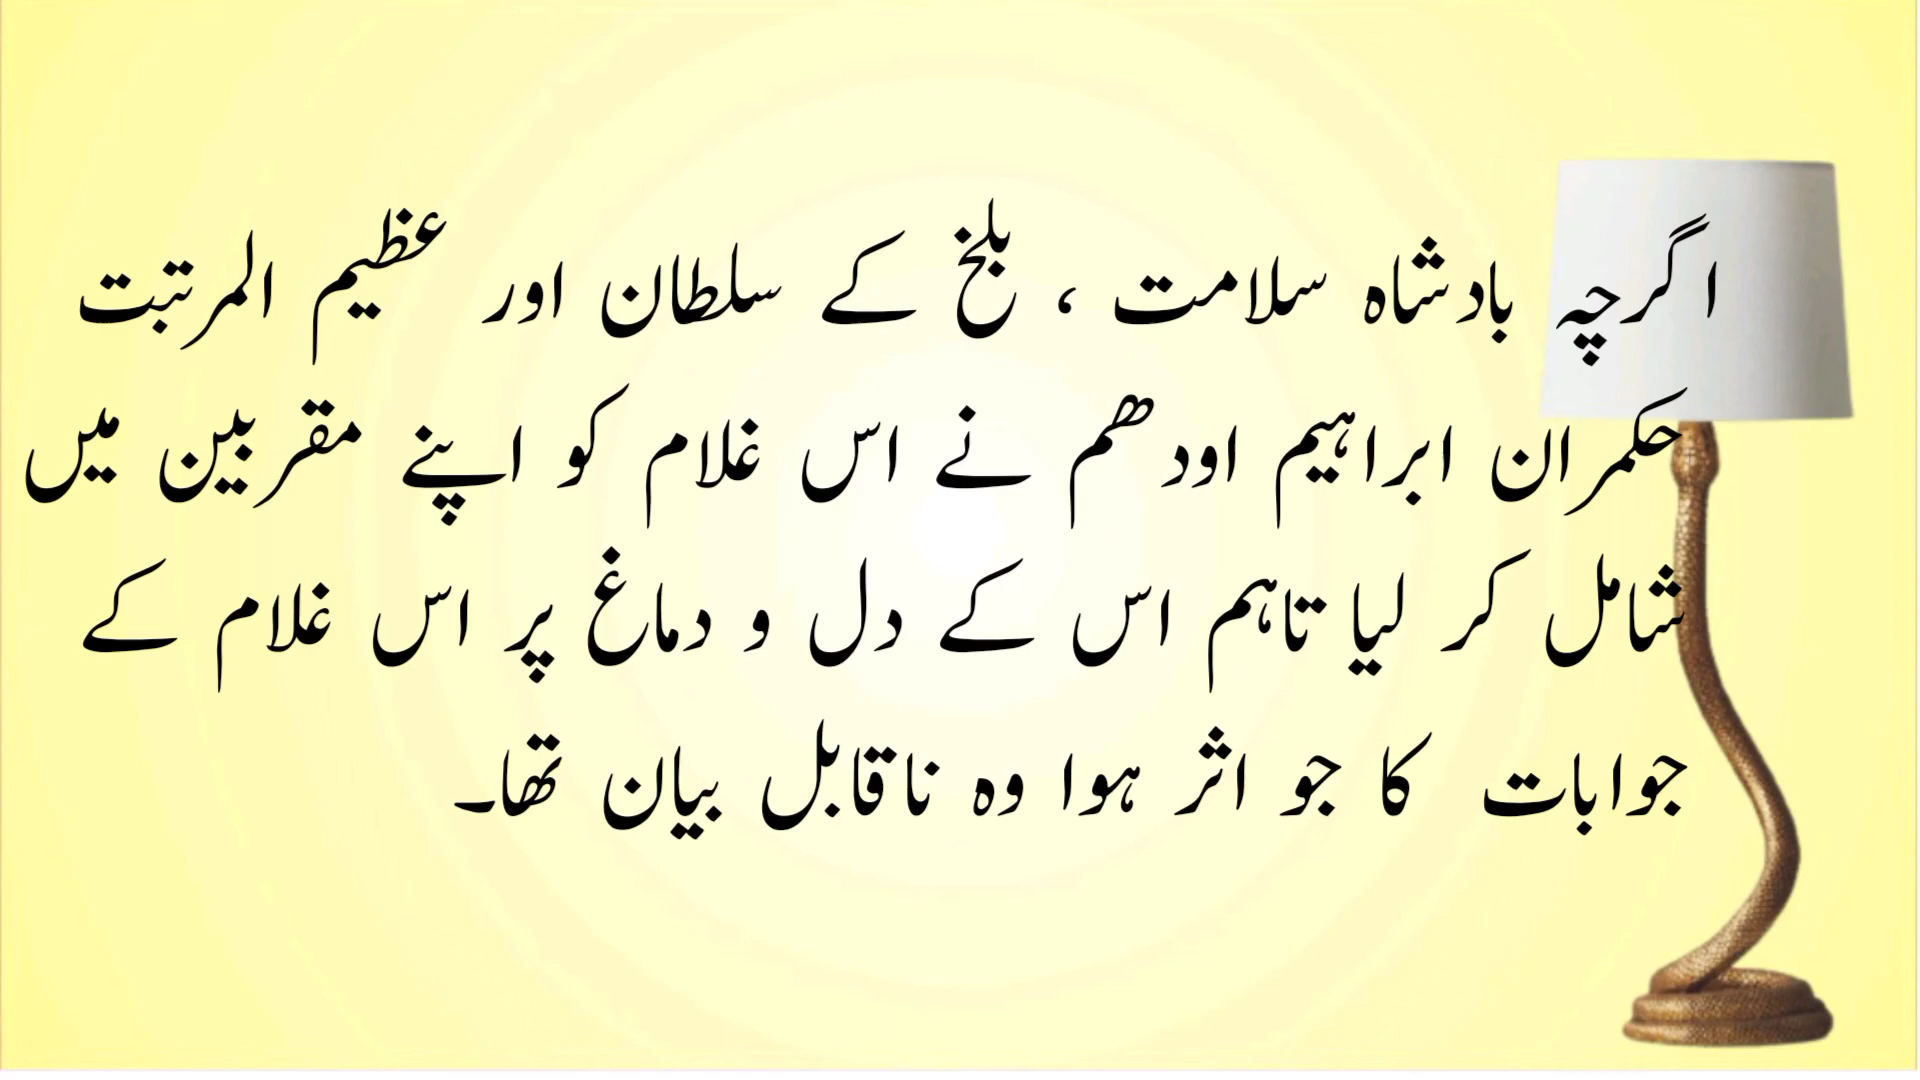 اگرچہ بادشاہ سلامت ، بلخ کے سلطان اور عظیم المرتبت
حکمران ابراہیم اودھم نے اس غلام کو اپنے مقربین میں
شامل کر لیا تاہم اس کے دل و دماغ پر اس غلام کے
جوابات کا جو اثر ہوا وہ ناقابل بیان تھا۔